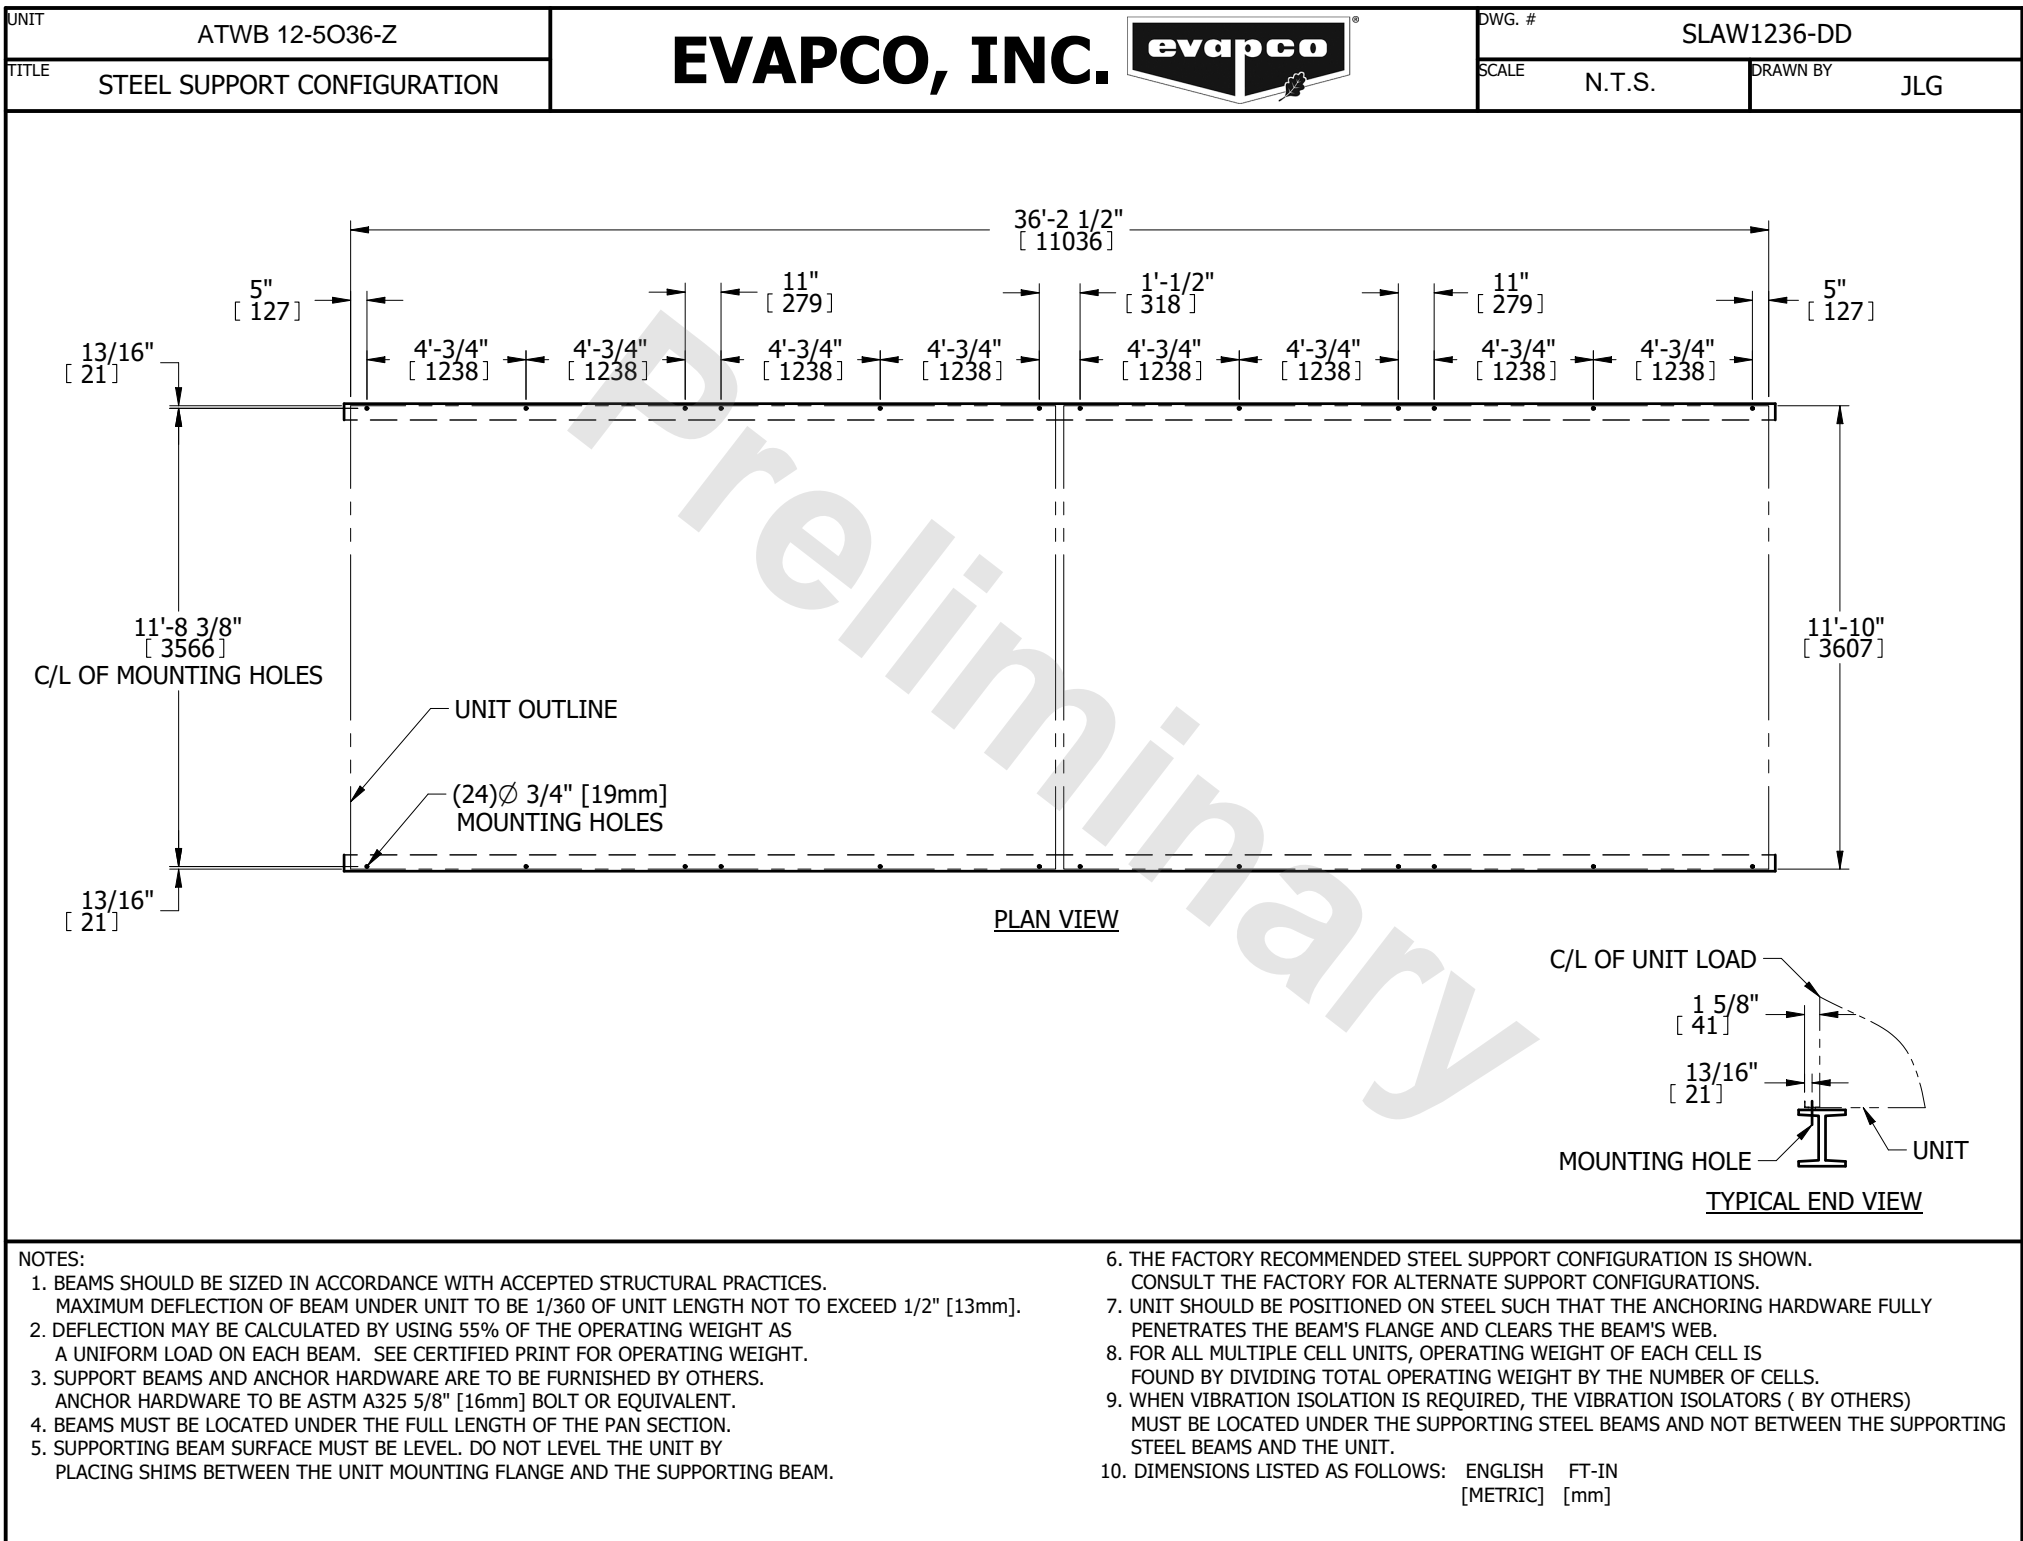 UNIT
ATWB 12-5O36-Z
TITLE
STEEL SUPPORT CONFIGURATION
EVAPCO, INC.
evapco
®
DWG. #
SLAW1236-DD
SCALE
N.T.S.
DRAWN BY
JLG
36'-2 1/2"
[ 11036 ]
5"
[ 127 ]
11"
[ 279 ]
1'-1/2"
[ 318 ]
11"
[ 279 ]
5"
[ 127 ]
13/16"
[ 21 ]
4'-3/4"
[ 1238 ]
4'-3/4"
[ 1238 ]
4'-3/4"
[ 1238 ]
4'-3/4"
[ 1238 ]
4'-3/4"
[ 1238 ]
4'-3/4"
[ 1238 ]
4'-3/4"
[ 1238 ]
4'-3/4"
[ 1238 ]
11'-8 3/8"
[ 3566 ]
C/L OF MOUNTING HOLES
11'-10"
[ 3607 ]
UNIT OUTLINE
(24)∅ 3/4" [19mm]
MOUNTING HOLES
13/16"
[ 21 ]
PLAN VIEW
Preliminary
C/L OF UNIT LOAD
1 5/8"
[ 41 ]
13/16"
[ 21 ]
MOUNTING HOLE
UNIT
TYPICAL END VIEW
NOTES:
1. BEAMS SHOULD BE SIZED IN ACCORDANCE WITH ACCEPTED STRUCTURAL PRACTICES.
MAXIMUM DEFLECTION OF BEAM UNDER UNIT TO BE 1/360 OF UNIT LENGTH NOT TO EXCEED 1/2" [13mm].
2. DEFLECTION MAY BE CALCULATED BY USING 55% OF THE OPERATING WEIGHT AS
A UNIFORM LOAD ON EACH BEAM. SEE CERTIFIED PRINT FOR OPERATING WEIGHT.
3. SUPPORT BEAMS AND ANCHOR HARDWARE ARE TO BE FURNISHED BY OTHERS.
ANCHOR HARDWARE TO BE ASTM A325 5/8" [16mm] BOLT OR EQUIVALENT.
4. BEAMS MUST BE LOCATED UNDER THE FULL LENGTH OF THE PAN SECTION.
5. SUPPORTING BEAM SURFACE MUST BE LEVEL. DO NOT LEVEL THE UNIT BY
PLACING SHIMS BETWEEN THE UNIT MOUNTING FLANGE AND THE SUPPORTING BEAM.
6. THE FACTORY RECOMMENDED STEEL SUPPORT CONFIGURATION IS SHOWN.
CONSULT THE FACTORY FOR ALTERNATE SUPPORT CONFIGURATIONS.
7. UNIT SHOULD BE POSITIONED ON STEEL SUCH THAT THE ANCHORING HARDWARE FULLY
PENETRATES THE BEAM'S FLANGE AND CLEARS THE BEAM'S WEB.
8. FOR ALL MULTIPLE CELL UNITS, OPERATING WEIGHT OF EACH CELL IS
FOUND BY DIVIDING TOTAL OPERATING WEIGHT BY THE NUMBER OF CELLS.
9. WHEN VIBRATION ISOLATION IS REQUIRED, THE VIBRATION ISOLATORS ( BY OTHERS)
MUST BE LOCATED UNDER THE SUPPORTING STEEL BEAMS AND NOT BETWEEN THE SUPPORTING
STEEL BEAMS AND THE UNIT.
10. DIMENSIONS LISTED AS FOLLOWS: ENGLISH FT-IN
[METRIC] [mm]